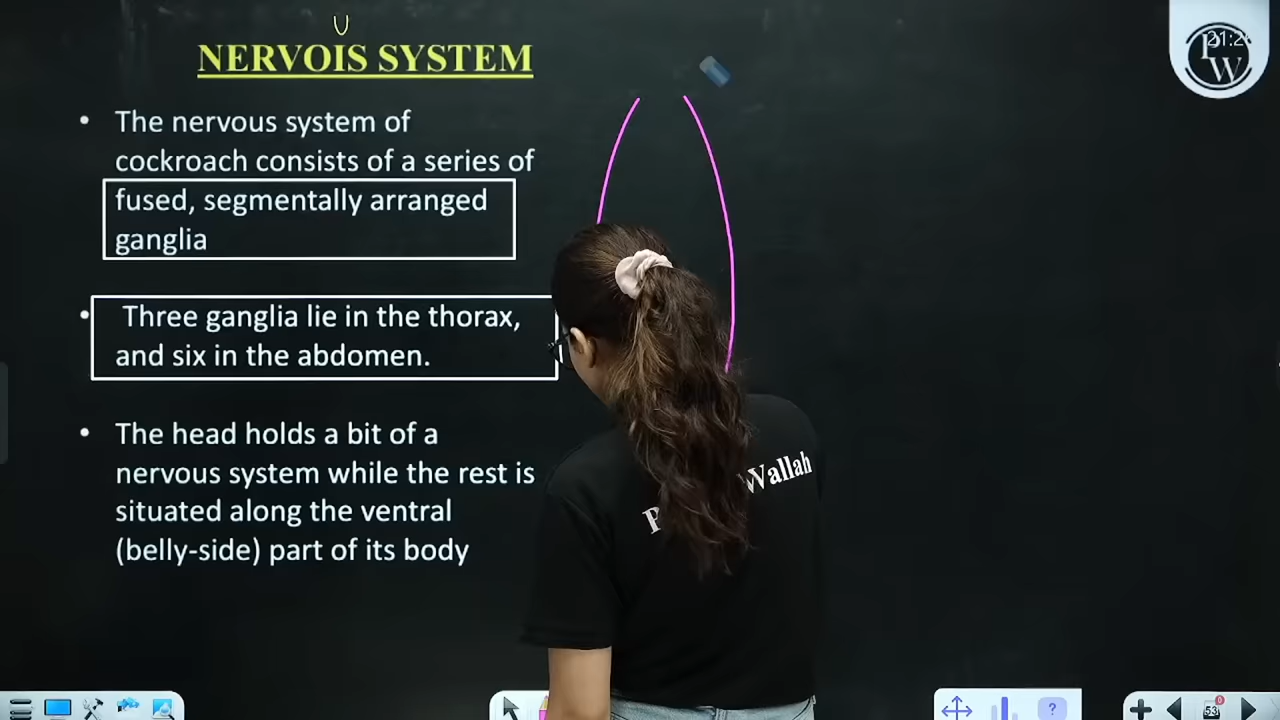 U
NERVOIS SYSTEM
• The nervous system of
cockroach consists of a series of
fused, segmentally arranged
ganglia
• Three ganglia lie in the thorax,
and six in the abdomen.
• The head holds a bit of a
nervous system while the rest is
situated along the ventral
(belly-side) part of its body
P
Wallah
PW
53
?